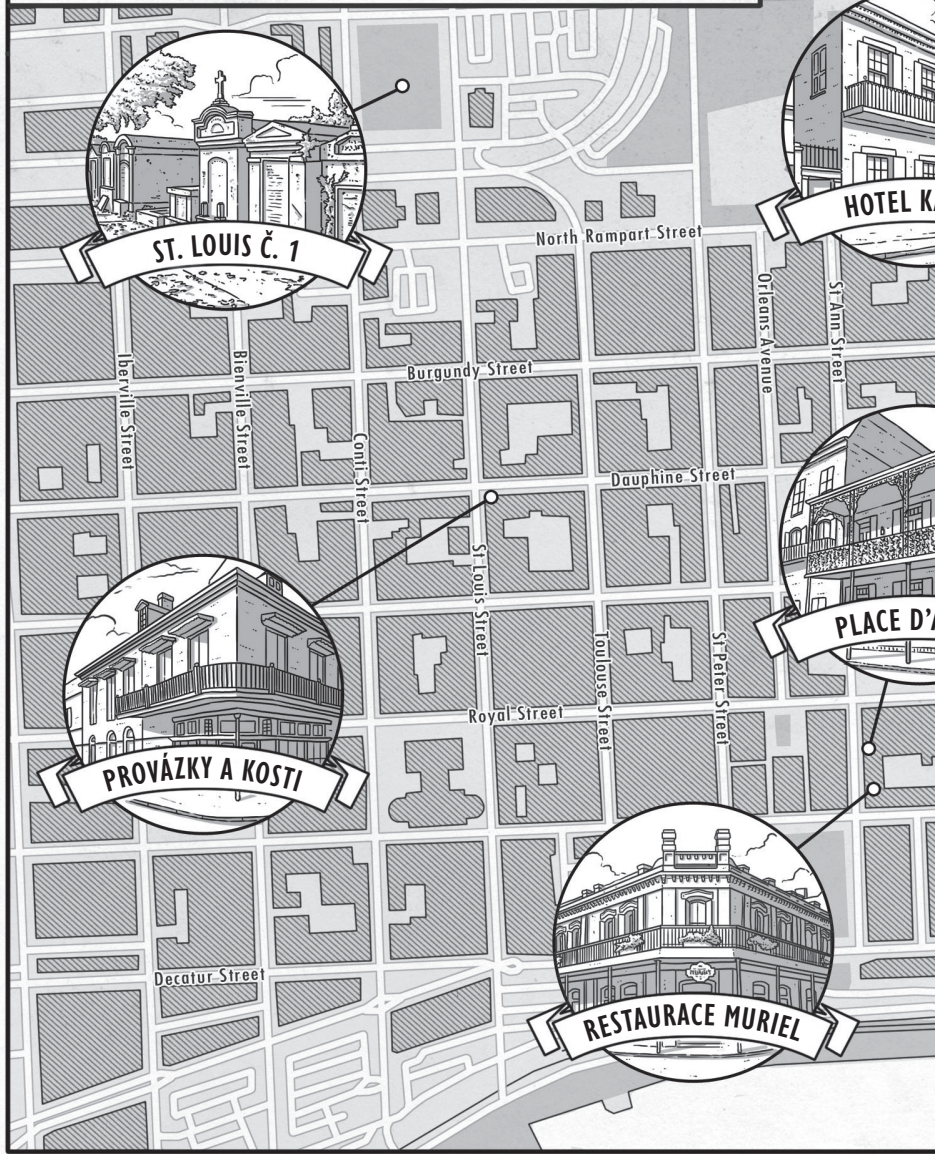 ST. LOUIS Č. 1
HOTEL KA
North Rampart Street
Orleans Avenue
St Ann Street
Iberville Street
Bienville Street
Burgundy Street
Conti Street
Dauphine Street
St Louis Street
PLACE D'A
Toulouse Street
St Peter Street
Royal Street
PROVÁZKY A KOSTI
muriel's
RESTAURACE MURIEL
Decatur Street